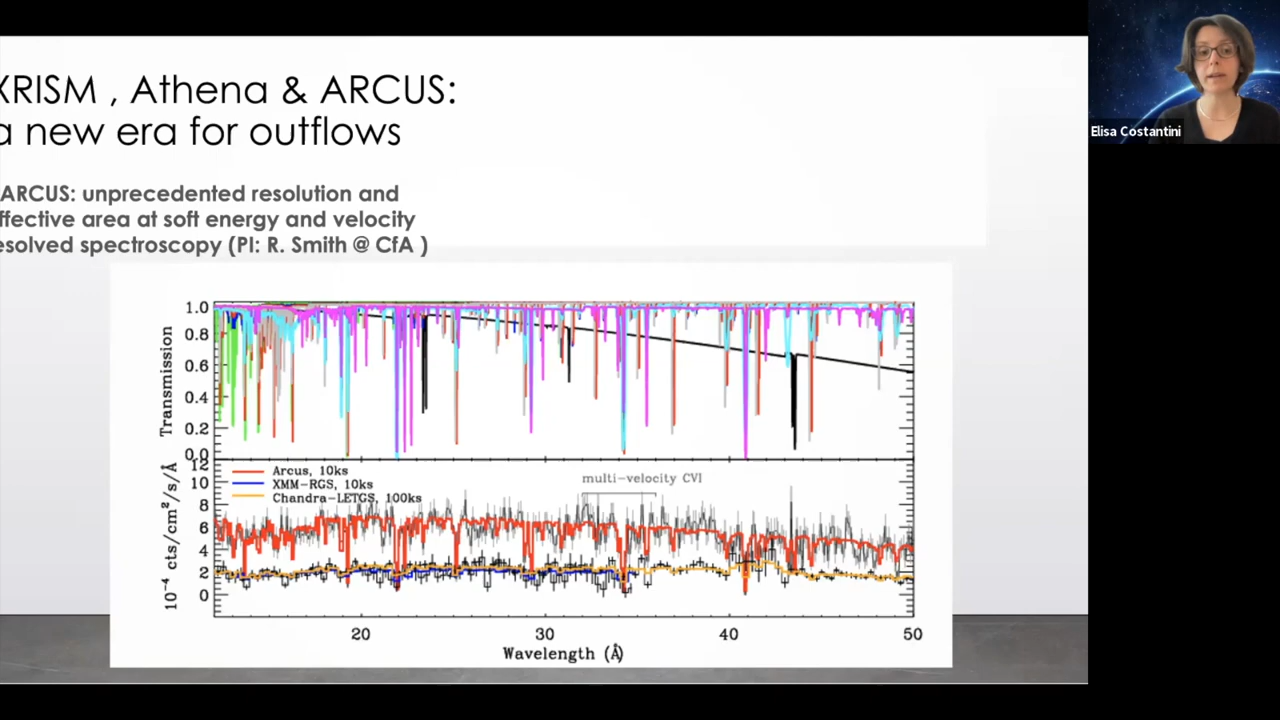 XRISM , Athena & ARCUS:
a new era for outflows
ARCUS: unprecedented resolution and
ffective area at soft energy and velocity
esolved spectroscopy (PI: R. Smith @ CfA )
Elisa Costantini
1.0
0.8
0.6
0.4
0.2
0.0
Transmission
12
10
8
6
4
2
0
10⁻⁴ cts/cm²/s/Å
Arcus, 10ks
XMM-RGS, 10ks
Chandra-LETGS, 100ks
multi-velocity CVI
20 30 40 50
Wavelength (Å)